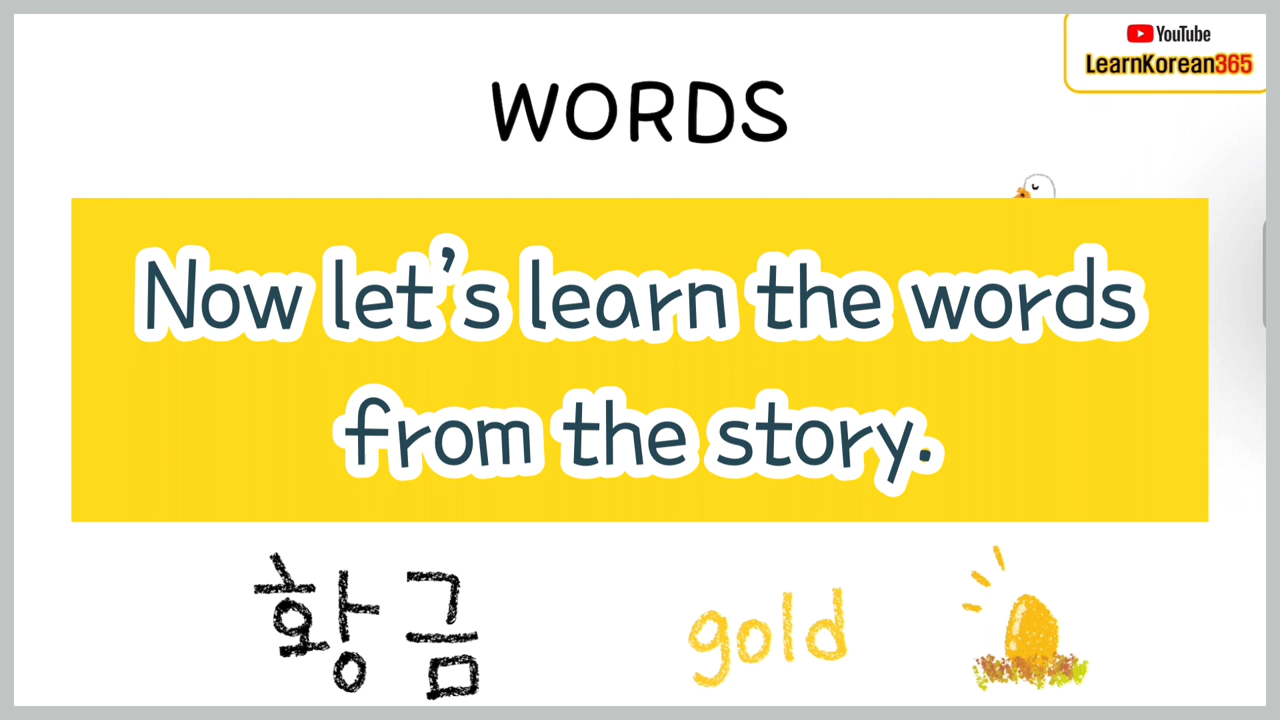 YouTube
LearnKorean365
WORDS
Now let's learn the words
from the story.
황금 gold